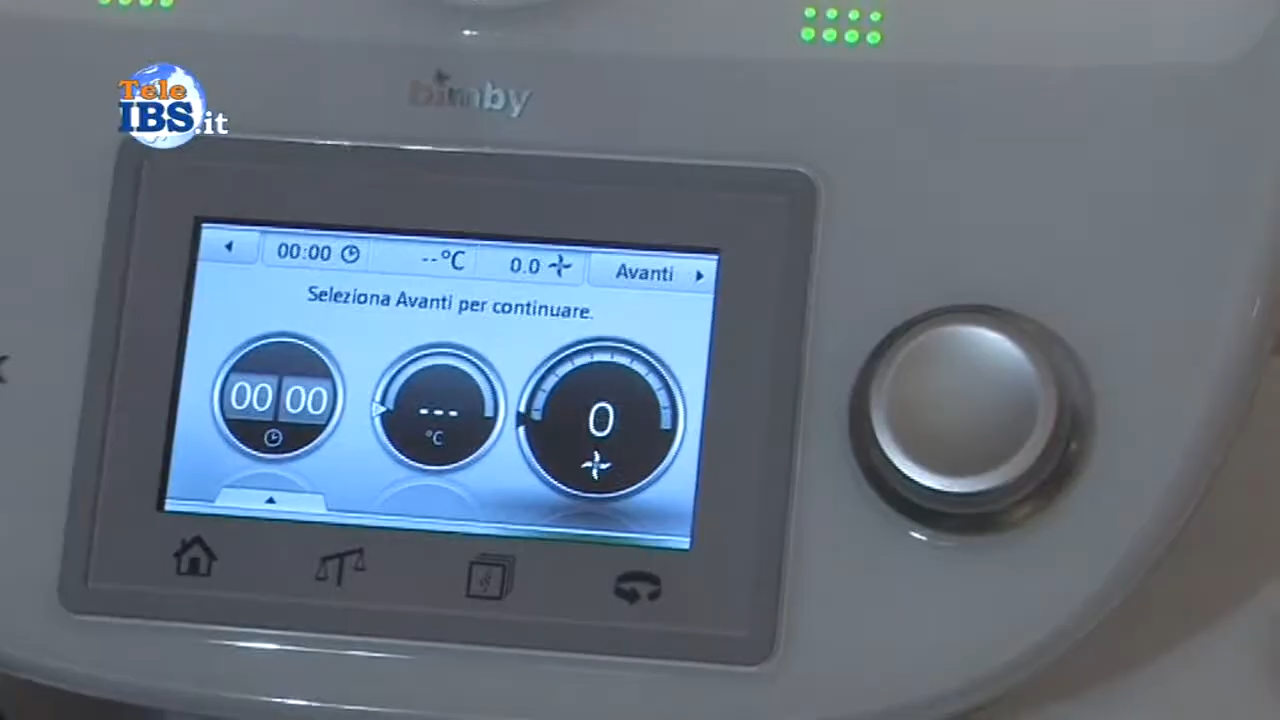 Tele
IBS.it
bimby
00:00 --°C 0.0 Avanti
Seleziona Avanti per continuare.
00 00 --- 0
°C